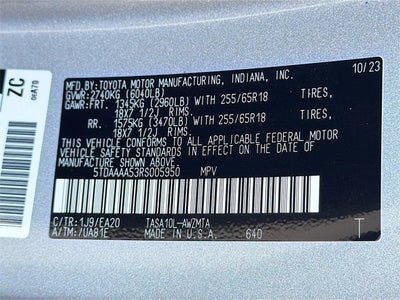 ZC
04A70
10/23
MFD. BY: TOYOTA MOTOR MANUFACTURING, INDIANA, INC.
GVWR: 2740KG (6040LB)
GAWR:FRT. 1345KG (2960LB) WITH 255/65R18 TIRES,
18X7 1/2J RIMS,
RR. 1575KG (3470LB) WITH 255/65R18 TIRES,
18X7 1/2J RIMS,
THIS VEHICLE CONFORMS TO ALL APPLICABLE FEDERAL MOTOR
VEHICLE SAFETY STANDARDS IN EFFECT ON THE DATE OF
MANUFACTURE SHOWN ABOVE.
5TDAAAA53RS005950 MPV
C/TR:1J9/EA20 TASA10L-AWZMTA
A/TM:/UA81E MADE IN U.S.A. 640 T